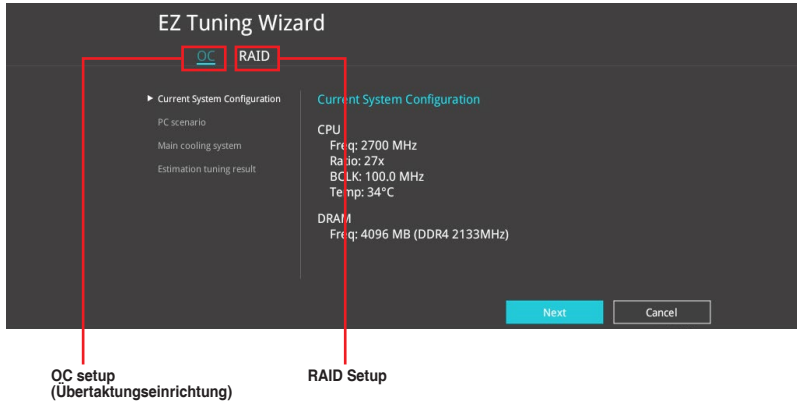 EZ Tuning Wizard
OC RAID
▶ Current System Configuration
PC scenario
Main cooling system
Estimation tuning result
Current System Configuration
CPU
Freq: 2700 MHz
Ratio: 27x
BCLK: 100.0 MHz
Temp: 34°C
DRAM
Freq: 4096 MB (DDR4 2133MHz)
Next Cancel
OC setup
(Übertaktungseinrichtung)
RAID Setup